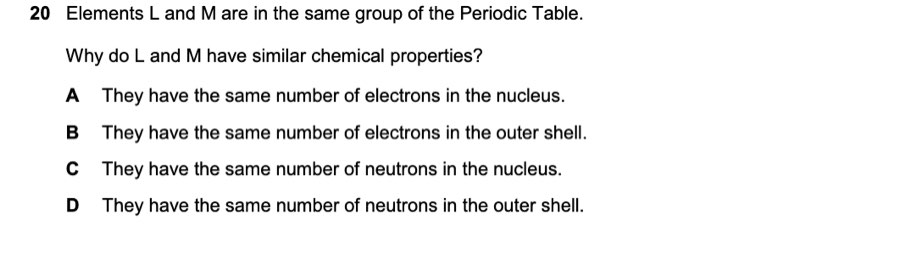 20 Elements L and M are in the same group of the Periodic Table.
Why do L and M have similar chemical properties?
A They have the same number of electrons in the nucleus.
B They have the same number of electrons in the outer shell.
C They have the same number of neutrons in the nucleus.
D They have the same number of neutrons in the outer shell.